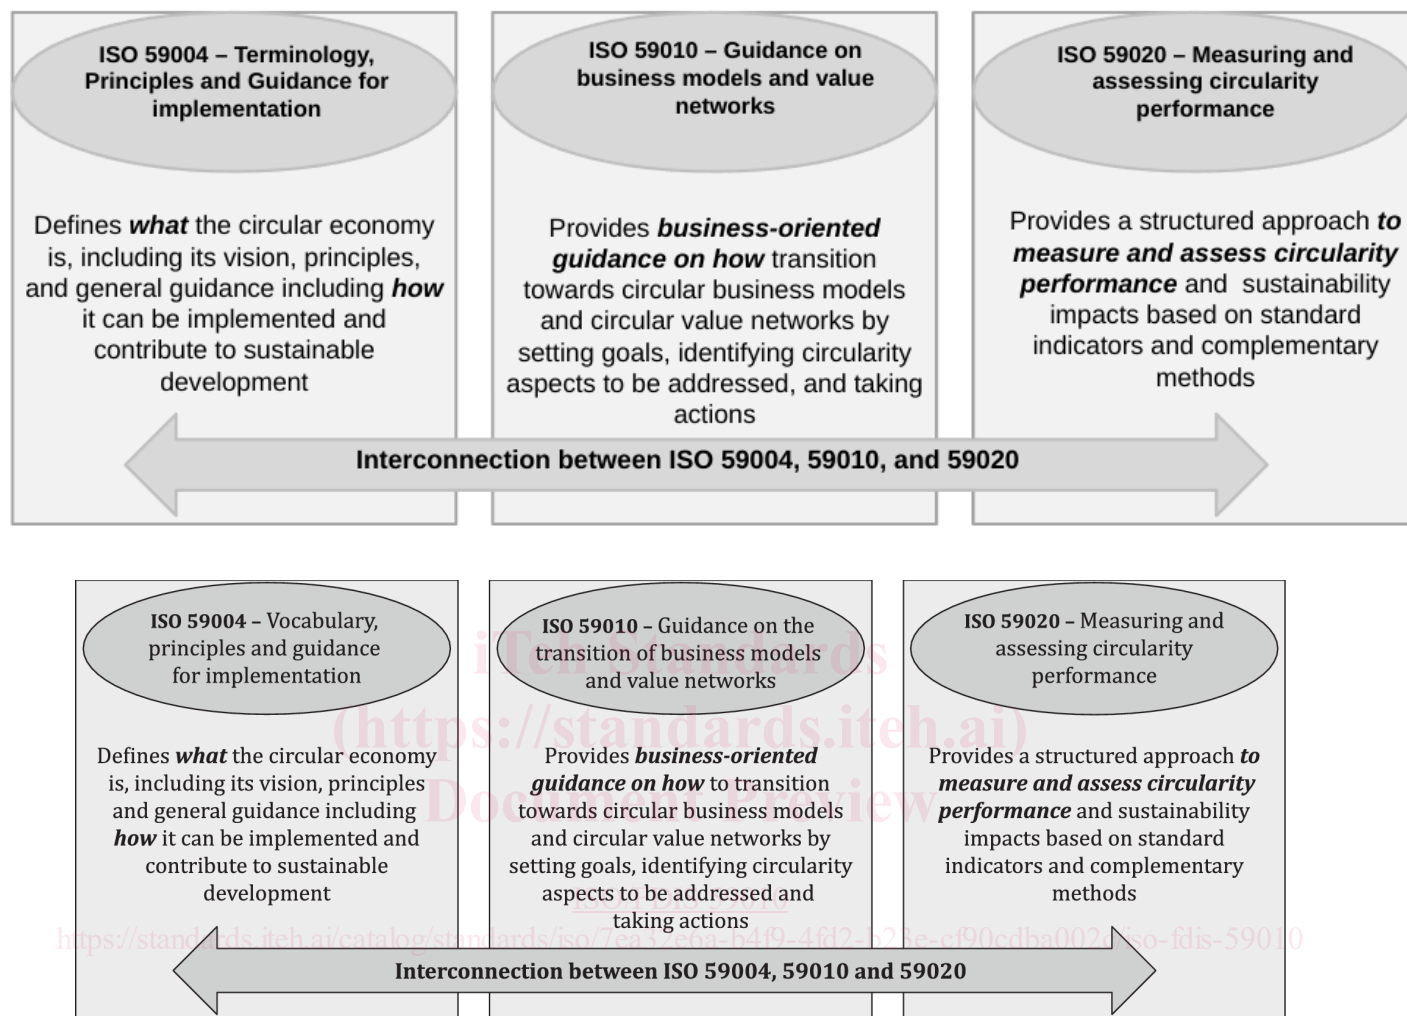 ISO 59004 – Terminology,
Principles and Guidance for
implementation
Defines what the circular economy
is, including its vision, principles,
and general guidance including how
it can be implemented and
contribute to sustainable
development
ISO 59010 – Guidance on
business models and value
networks
Provides business-oriented
guidance on how transition
towards circular business models
and circular value networks by
setting goals, identifying circularity
aspects to be addressed, and taking
actions
ISO 59020 – Measuring and
assessing circularity
performance
Provides a structured approach to
measure and assess circularity
performance and sustainability
impacts based on standard
indicators and complementary
methods
Interconnection between ISO 59004, 59010, and 59020
ISO 59004 – Vocabulary,
principles and guidance
for implementation
Defines what the circular economy
is, including its vision, principles
and general guidance including
how it can be implemented and
contribute to sustainable
development
ISO 59010 – Guidance on the
transition of business models
and value networks
Provides business-oriented
guidance on how to transition
towards circular business models
and circular value networks by
setting goals, identifying circularity
aspects to be addressed and
taking actions
ISO 59020 – Measuring and
assessing circularity
performance
Provides a structured approach to
measure and assess circularity
performance and sustainability
impacts based on standard
indicators and complementary
methods
Interconnection between ISO 59004, 59010 and 59020
iTeh Standards
(https://standards.iteh.ai)
Document Preview
ISO/FDIS 59010